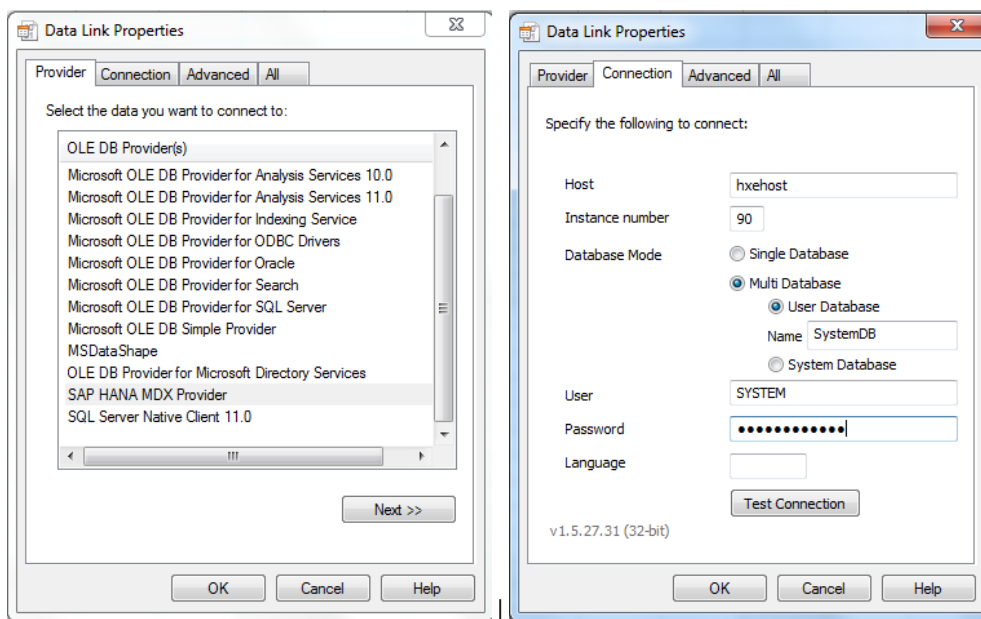 Data Link Properties
Provider Connection Advanced All
Select the data you want to connect to:
OLE DB Provider(s)
Microsoft OLE DB Provider for Analysis Services 10.0
Microsoft OLE DB Provider for Analysis Services 11.0
Microsoft OLE DB Provider for Indexing Service
Microsoft OLE DB Provider for ODBC Drivers
Microsoft OLE DB Provider for Oracle
Microsoft OLE DB Provider for Search
Microsoft OLE DB Provider for SQL Server
Microsoft OLE DB Simple Provider
MSDataShape
OLE DB Provider for Microsoft Directory Services
SAP HANA MDX Provider
SQL Server Native Client 11.0
Next >>
OK Cancel Help
Data Link Properties
Provider Connection Advanced All
Specify the following to connect:
Host hxehost
Instance number 90
Database Mode Single Database
Multi Database
User Database
Name SystemDB
System Database
User SYSTEM
Password ●●●●●●●●●●●●
Language
Test Connection
v1.5.27.31 (32-bit)
OK Cancel Help